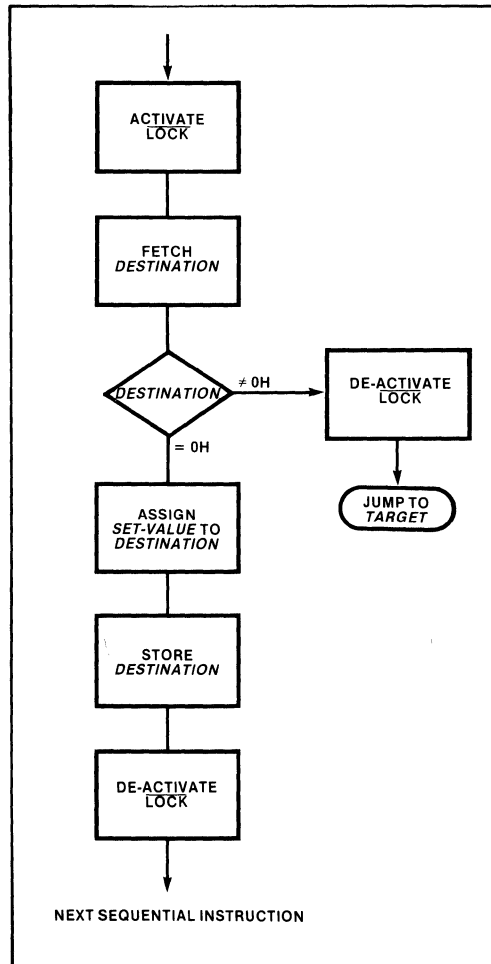 ACTIVATE
LOCK
FETCH
DESTINATION
DESTINATION
≠ 0H
DE-ACTIVATE
LOCK
= 0H
JUMP TO
TARGET
ASSIGN
SET-VALUE TO
DESTINATION
STORE
DESTINATION
DE-ACTIVATE
LOCK
NEXT SEQUENTIAL INSTRUCTION